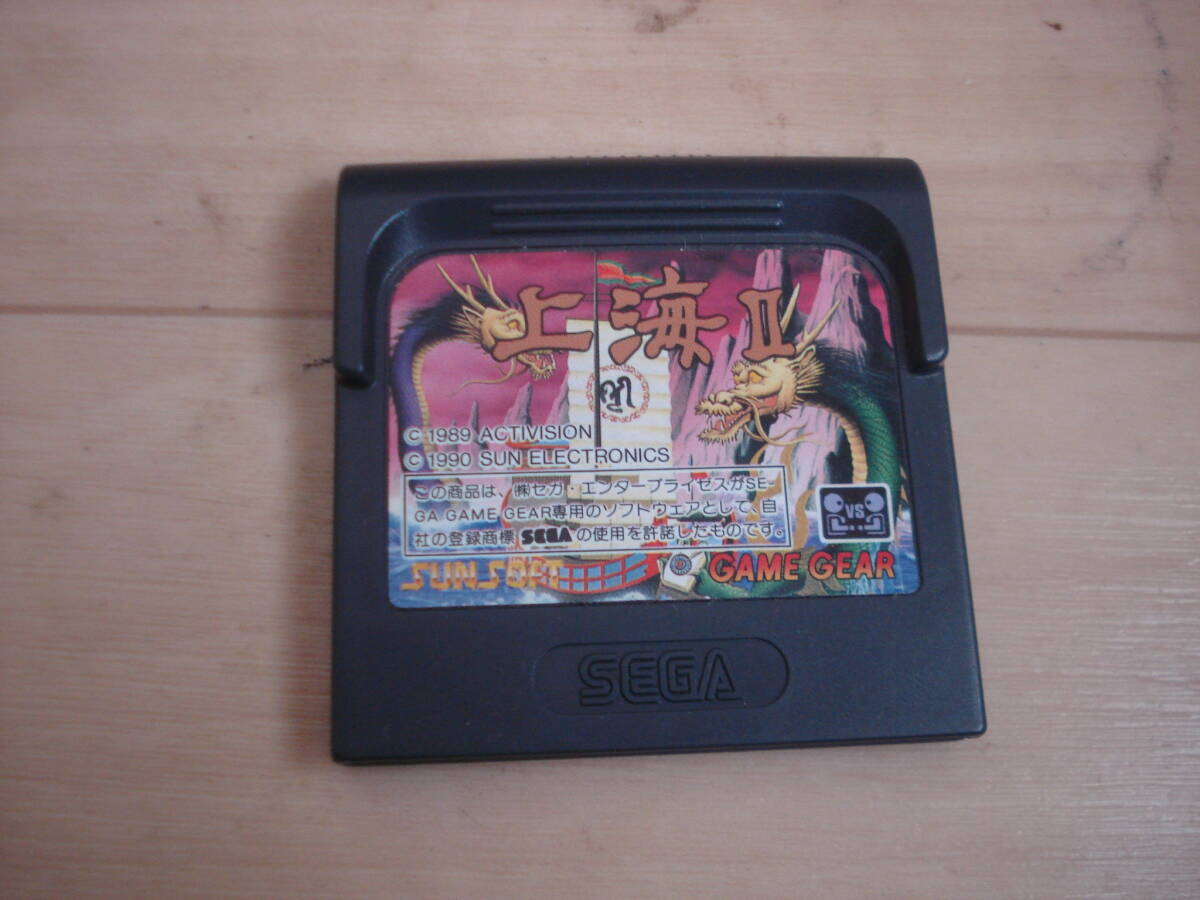 上海II
© 1989 ACTIVISION
© 1990 SUN ELECTRONICS
この商品は、㈱セガ・エンタープライゼスがSE-
GA GAME GEAR専用のソフトウェアとして、自
社の登録商標 SEGA の使用を許諾したものです。
VS
SUNSOFT
GAME GEAR
SEGA